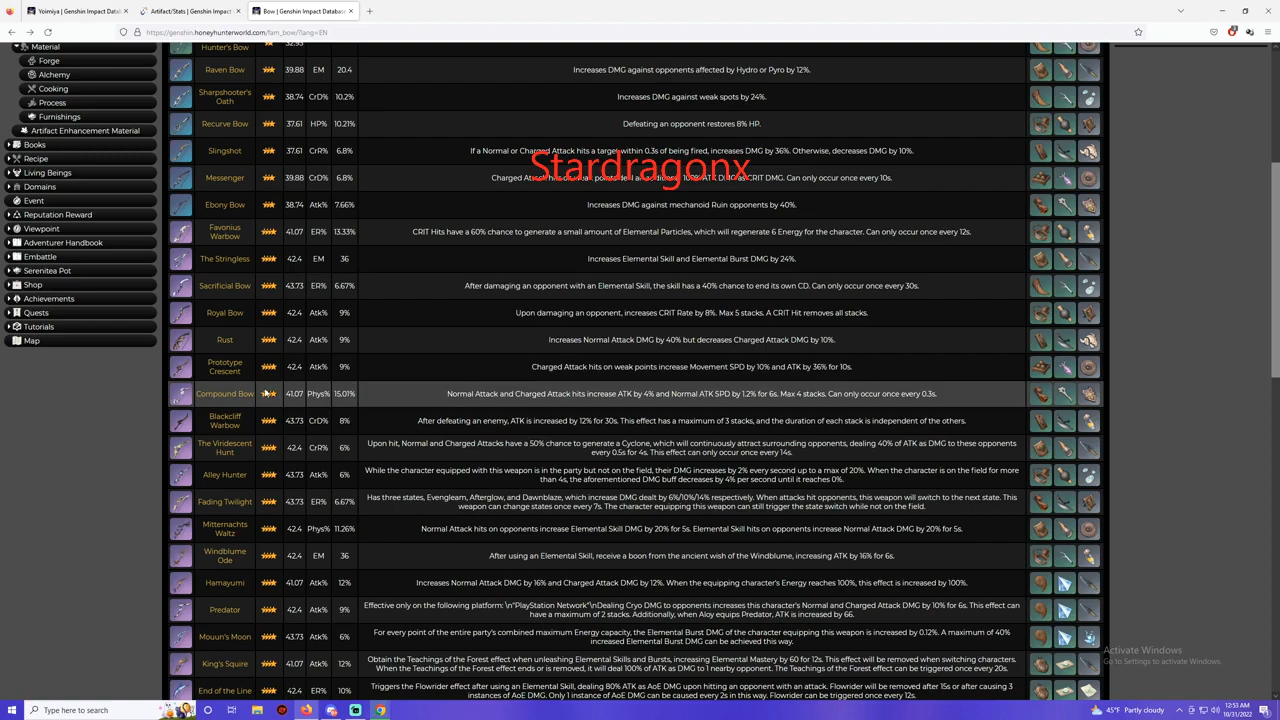 Yoimiya | Genshin Impact Datab
Artifact/Stats | Genshin Impact
Bow | Genshin Impact Database
https://genshin.honeyhunterworld.com/fam_bow/?lang=EN
Material
Forge
Alchemy
Cooking
Process
Furnishings
Artifact Enhancement Material
Books
Recipe
Living Beings
Domains
Event
Reputation Reward
Viewpoint
Adventurer Handbook
Embattle
Serenitea Pot
Shop
Achievements
Quests
Tutorials
Map
Hunter's Bow 32.93
Raven Bow 39.88 EM 20.4 Increases DMG against opponents affected by Hydro or Pyro by 12%.
Sharpshooter's
Oath 38.74 CrD% 10.2% Increases DMG against weak spots by 24%.
Recurve Bow 37.61 HP% 10.21% Defeating an opponent restores 8% HP.
Slingshot 37.61 CrR% 6.8% If a Normal or Charged Attack hits a target within 0.3s of being fired, increases DMG by 36%. Otherwise, decreases DMG by 10%.
Stardragonx
Messenger 39.88 CrD% 6.8% Charged CRIT DMG. Can only occur once every 10s.
Ebony Bow 38.74 Atk% 7.66% Increases DMG against mechanoid Ruin opponents by 40%.
Favonius
Warbow 41.07 ER% 13.33% CRIT Hits have a 60% chance to generate a small amount of Elemental Particles, which will regenerate 6 Energy for the character. Can only occur once every 12s.
The Stringless 42.4 EM 36 Increases Elemental Skill and Elemental Burst DMG by 24%.
Sacrificial Bow 43.73 ER% 6.67% After damaging an opponent with an Elemental Skill, the skill has a 40% chance to end its own CD. Can only occur once every 30s.
Royal Bow 42.4 Atk% 9% Upon damaging an opponent, increases CRIT Rate by 8%. Max 5 stacks. A CRIT Hit removes all stacks.
Rust 42.4 Atk% 9% Increases Normal Attack DMG by 40% but decreases Charged Attack DMG by 10%.
Prototype
Crescent 42.4 Atk% 9% Charged Attack hits on weak points increase Movement SPD by 10% and ATK by 36% for 10s.
Compound Bow 41.07 Phys% 15.01% Normal Attack and Charged Attack hits increase ATK by 4% and Normal ATK SPD by 1.2% for 6s. Max 4 stacks. Can only occur once every 0.3s.
Blackcliff
Warbow 43.73 CrD% 8% After defeating an enemy, ATK is increased by 12% for 30s. This effect has a maximum of 3 stacks, and the duration of each stack is independent of the others.
The Viridescent
Hunt 42.4 CrR% 6% Upon hit, Normal and Charged Attacks have a 50% chance to generate a Cyclone, which will continuously attract surrounding opponents, dealing 40% of ATK as DMG to these opponents
every 0.5s for 4s. This effect can only occur once every 14s.
Alley Hunter 43.73 Atk% 6% While the character equipped with this weapon is in the party but not on the field, their DMG increases by 2% every second up to a max of 20%. When the character is on the field for more
than 4s, the aforementioned DMG buff decreases by 4% per second until it reaches 0%.
Fading Twilight 43.73 ER% 6.67% Has three states, Evengleam, Afterglow, and Dawnblaze, which increase DMG dealt by 6%/10%/14% respectively. When attacks hit opponents, this weapon will switch to the next state. This
weapon can change states once every 7s. The character equipping this weapon can still trigger the state switch while not on the field.
Mitternachts
Waltz 42.4 Phys% 11.26% Normal Attack hits on opponents increase Elemental Skill DMG by 20% for 5s. Elemental Skill hits on opponents increase Normal Attack DMG by 20% for 5s.
Windblume
Ode 42.4 EM 36 After using an Elemental Skill, receive a boon from the ancient wish of the Windblume, increasing ATK by 16% for 6s.
Hamayumi 41.07 Atk% 12% Increases Normal Attack DMG by 16% and Charged Attack DMG by 12%. When the equipping character's Energy reaches 100%, this effect is increased by 100%.
Predator 42.4 Atk% 9% Effective only on the following platform: \n"PlayStation Network"\nDealing Cryo DMG to opponents increases this character's Normal and Charged Attack DMG by 10% for 6s. This effect can
have a maximum of 2 stacks. Additionally, when Aloy equips Predator, ATK is increased by 66.
Mouun's Moon 43.73 Atk% 6% For every point of the entire party's combined maximum Energy capacity, the Elemental Burst DMG of the character equipping this weapon is increased by 0.12%. A maximum of 40%
increased Elemental Burst DMG can be achieved this way.
King's Squire 41.07 Atk% 12% Obtain the Teachings of the Forest effect when unleashing Elemental Skills and Bursts, increasing Elemental Mastery by 60 for 12s. This effect will be removed when switching characters.
When the Teachings of the Forest effect ends or is removed, it will deal 100% of ATK as DMG to 1 nearby opponent. The Teachings of the Forest effect can be triggered once every 20s.
End of the Line 42.4 ER% 10% the Flowrider effect after using an Elemental Skill, dealing 80% ATK as AoE DMG upon hitting an opponent with an attack. Flowrider will be removed after 15s or after causing 3
instances of AoE DMG. Only 1 instance of AoE DMG can be caused every 2s in this way. Flowrider can be triggered once every 12s.
Activate Windows
Go to Settings to activate Windows.
Type here to search
45°F Partly cloudy
12:53 AM
10/31/2022